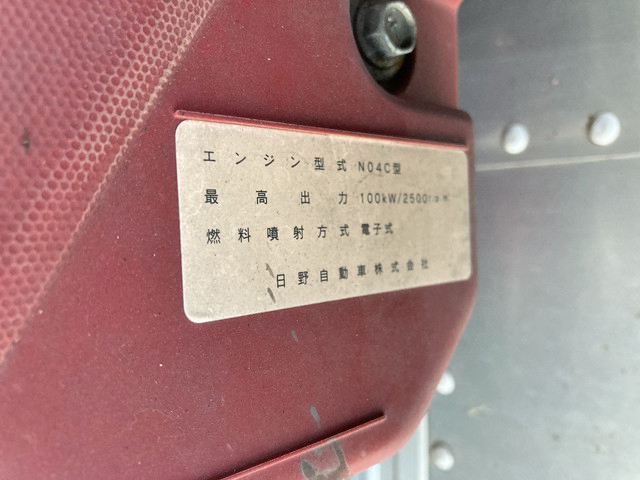 エンジン型式 N04C型
最高出力 100kW/2500r.p.m
燃料噴射方式 電子式
日野自動車株式会社